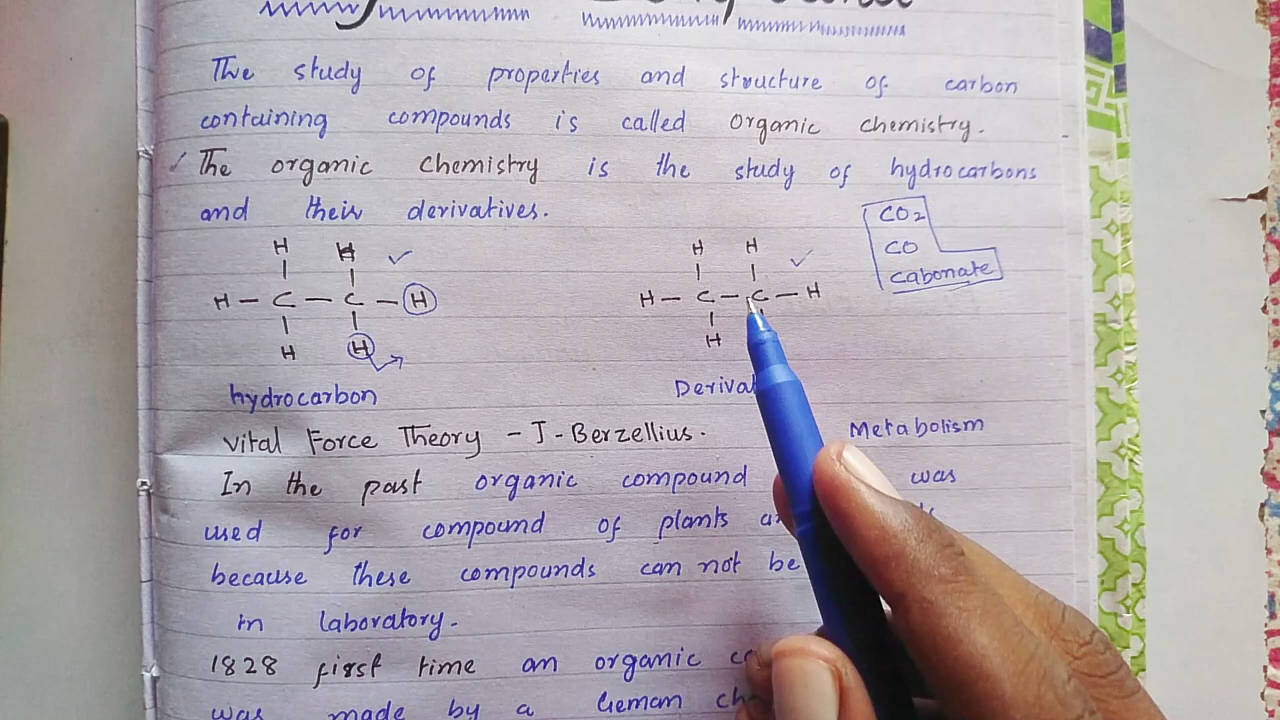 The study of properties and structure of carbon
containing compounds is called organic chemistry.
The organic chemistry is the study of hydrocarbons
and their derivatives.
CO2
CO
cabonate
H H
H - C - C - H
H H
hydrocarbon
H H
H - C - C - H
H
Vital Force Theory - J-Berzellius.
Metabolism
In the past organic compound was
used for compound of plants
because these compounds can not be
in laboratory.
1828 first time an organic
was made by a German